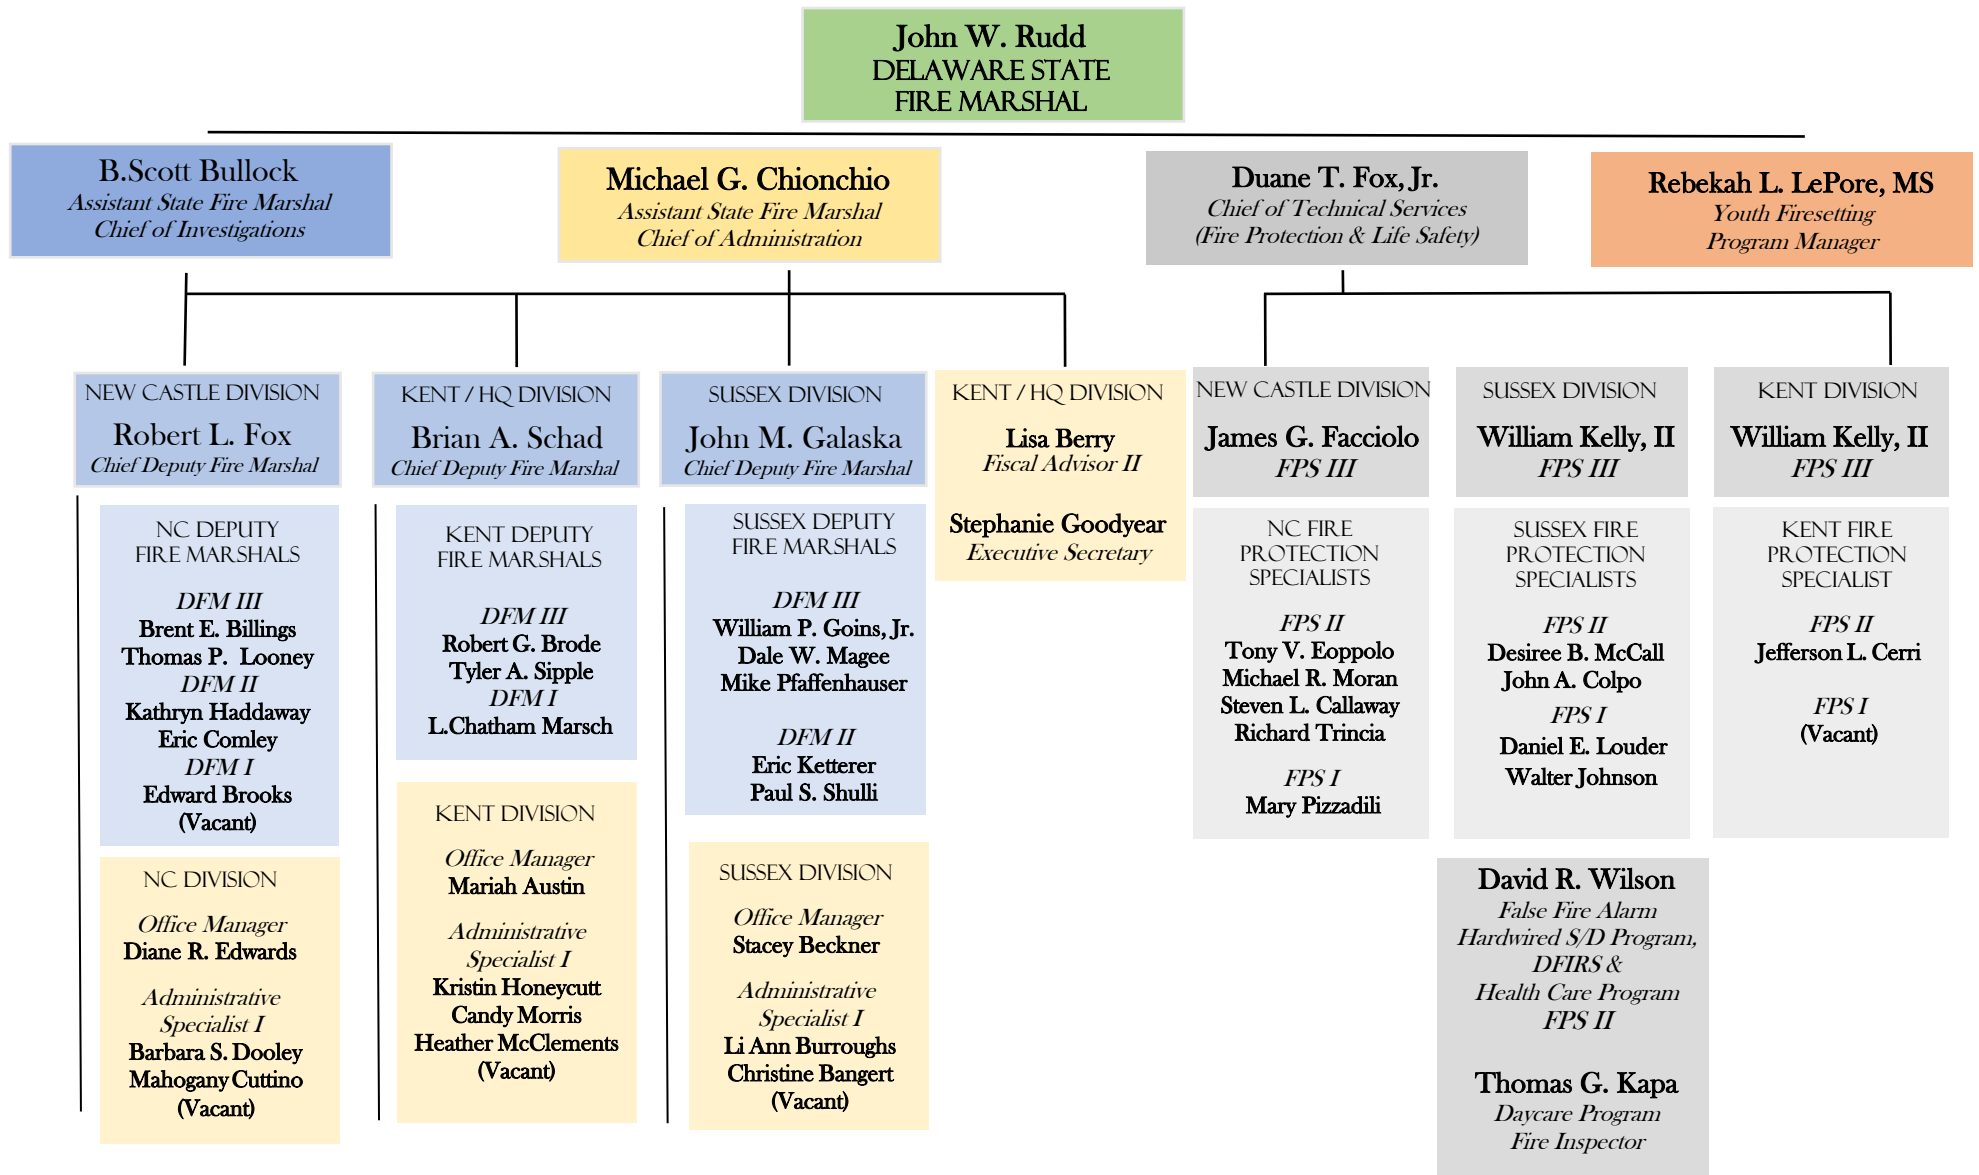 John W. Rudd
DELAWARE STATE
FIRE MARSHAL
B.Scott Bullock
Assistant State Fire Marshal
Chief of Investigations
Michael G. Chionchio
Assistant State Fire Marshal
Chief of Administration
Duane T. Fox, Jr.
Chief of Technical Services
(Fire Protection & Life Safety)
Rebekah L. LePore, MS
Youth Firesetting
Program Manager
NEW CASTLE DIVISION
Robert L. Fox
Chief Deputy Fire Marshal
NC DEPUTY
FIRE MARSHALS
DFM III
Brent E. Billings
Thomas P. Looney
DFM II
Kathryn Haddaway
Eric Comley
DFM I
Edward Brooks
(Vacant)
NC DIVISION
Office Manager
Diane R. Edwards
Administrative
Specialist I
Barbara S. Dooley
Mahogany Cuttino
(Vacant)
KENT / HQ DIVISION
Brian A. Schad
Chief Deputy Fire Marshal
KENT DEPUTY
FIRE MARSHALS
DFM III
Robert G. Brode
Tyler A. Sipple
DFM I
L.Chatham Marsch
KENT DIVISION
Office Manager
Mariah Austin
Administrative
Specialist I
Kristin Honeycutt
Candy Morris
Heather McClements
(Vacant)
SUSSEX DIVISION
John M. Galaska
Chief Deputy Fire Marshal
SUSSEX DEPUTY
FIRE MARSHALS
DFM III
William P. Goins, Jr.
Dale W. Magee
Mike Pfaffenhauser
DFM II
Eric Ketterer
Paul S. Shulli
SUSSEX DIVISION
Office Manager
Stacey Beckner
Administrative
Specialist I
Li Ann Burroughs
Christine Bangert
(Vacant)
KENT / HQ DIVISION
Lisa Berry
Fiscal Advisor II
Stephanie Goodyear
Executive Secretary
NEW CASTLE DIVISION
James G. Facciolo
FPS III
NC FIRE
PROTECTION
SPECIALISTS
FPS II
Tony V. Eoppolo
Michael R. Moran
Steven L. Callaway
Richard Trincia
FPS I
Mary Pizzadili
SUSSEX DIVISION
William Kelly, II
FPS III
SUSSEX FIRE
PROTECTION
SPECIALISTS
FPS II
Desiree B. McCall
John A. Colpo
FPS I
Daniel E. Louder
Walter Johnson
KENT DIVISION
William Kelly, II
FPS III
KENT FIRE
PROTECTION
SPECIALIST
FPS II
Jefferson L. Cerri
FPS I
(Vacant)
David R. Wilson
False Fire Alarm
Hardwired S/D Program,
DFIRS &
Health Care Program
FPS II
Thomas G. Kapa
Daycare Program
Fire Inspector